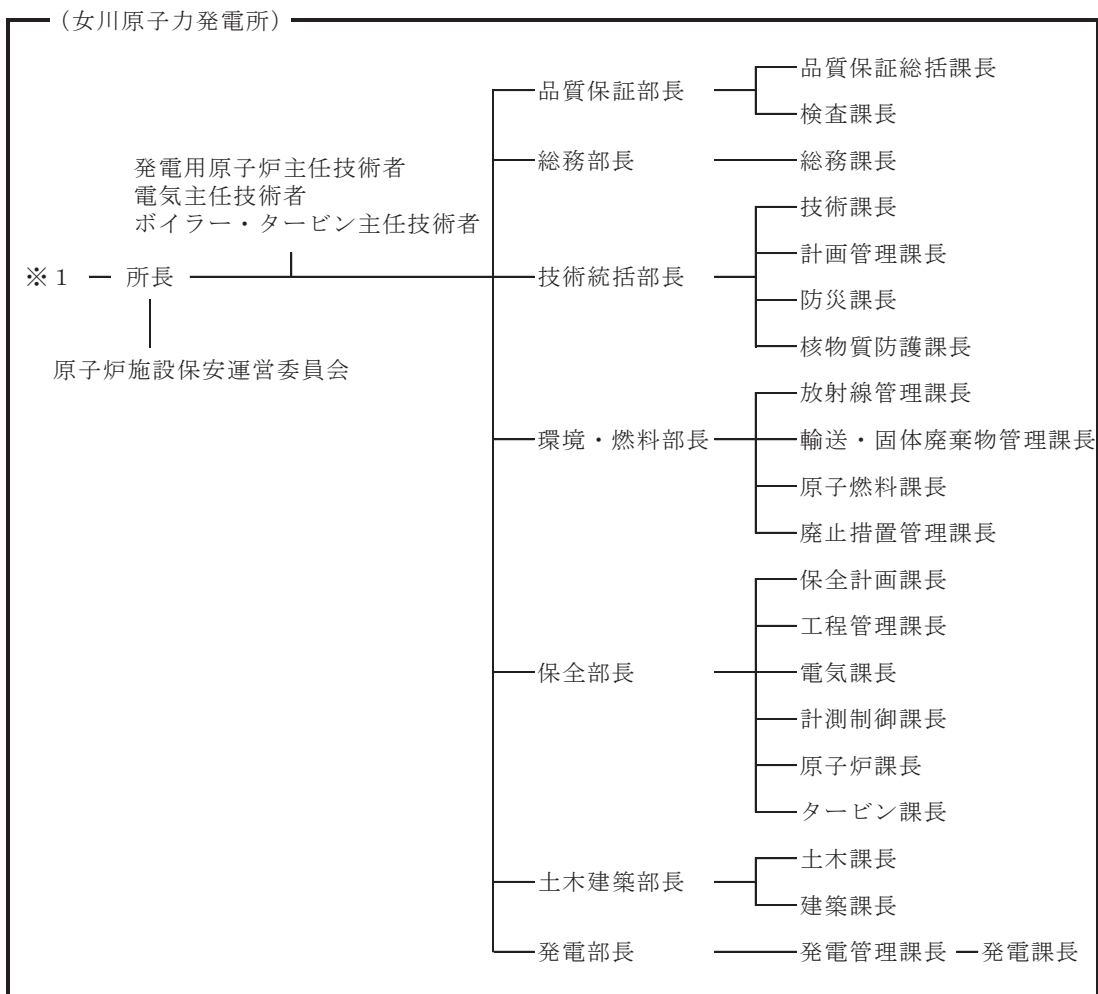 (女川原子力発電所)
品質保証部長
品質保証総括課長
検査課長
総務部長
総務課長
発電用原子炉主任技術者
電気主任技術者
ボイラー・タービン主任技術者
※1
所長
原子炉施設保安運営委員会
技術統括部長
技術課長
計画管理課長
防災課長
核物質防護課長
環境・燃料部長
放射線管理課長
輸送・固体廃棄物管理課長
原子燃料課長
廃止措置管理課長
保全部長
保全計画課長
工程管理課長
電気課長
計測制御課長
原子炉課長
タービン課長
土木建築部長
土木課長
建築課長
発電部長
発電管理課長
発電課長